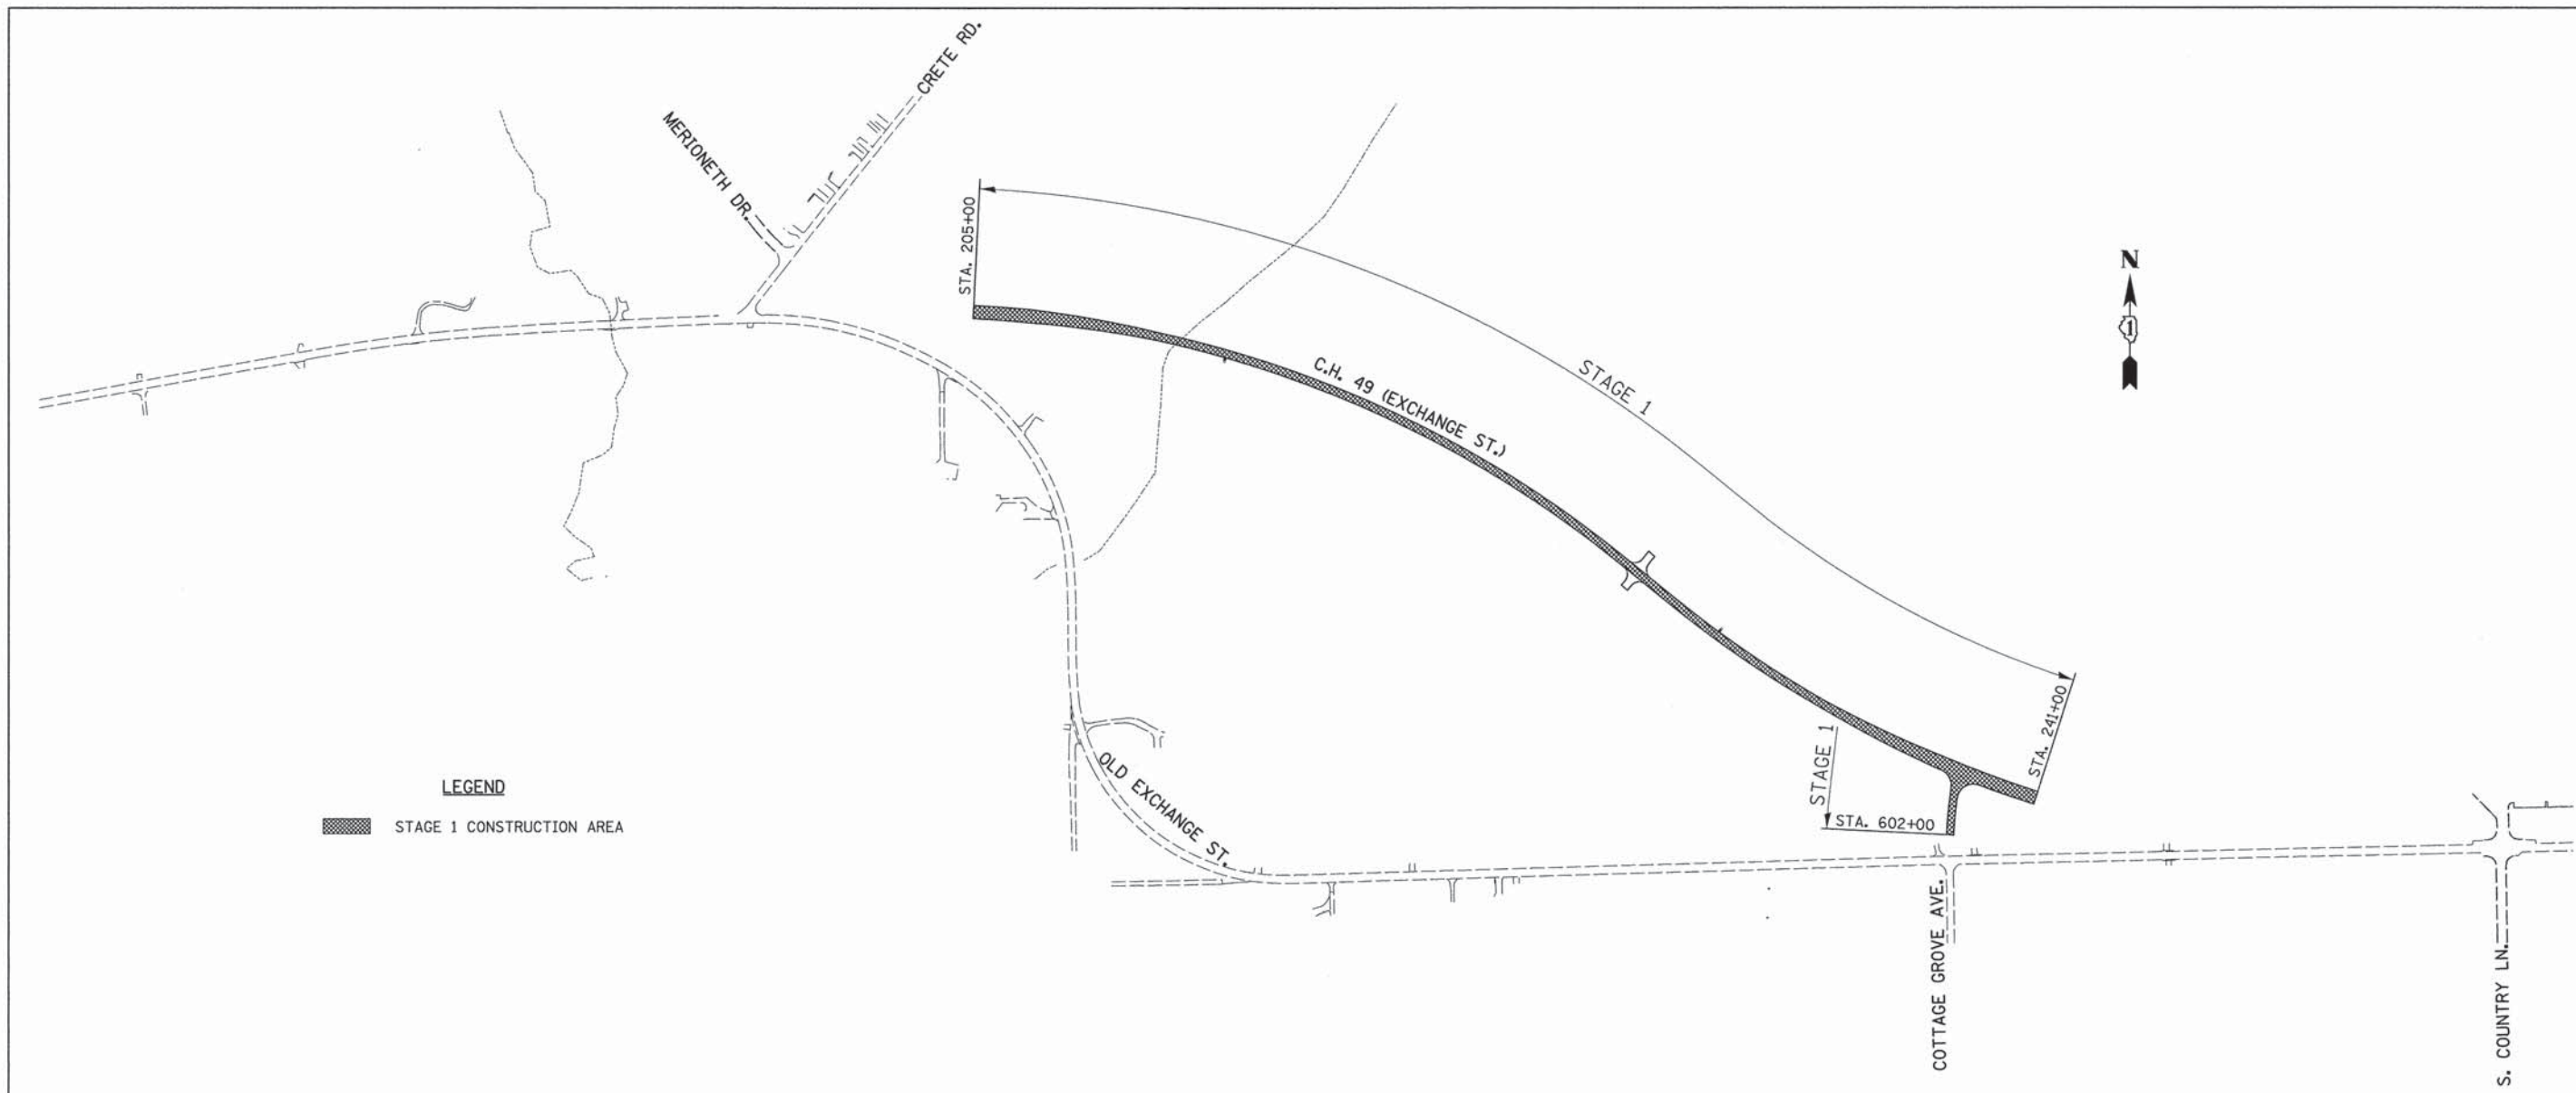 CRETE RD.
MERIONETH DR.
STA. 205+00
N
1
STAGE 1
C.H. 49 (EXCHANGE ST.)
STA. 241+00
STAGE 1
STA. 602+00
OLD EXCHANGE ST.
LEGEND
STAGE 1 CONSTRUCTION AREA
COTTAGE GROVE AVE.
S. COUNTRY LN.